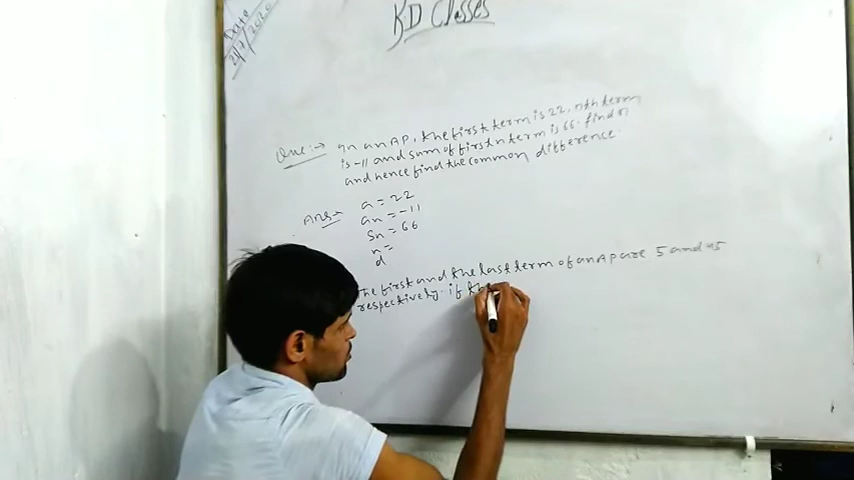 Date
21/7/2020
KD Classes
Que:→ In an AP, the first term is 22, nth term
is -11 and sum of first n term is 66. find n
and hence find the common difference.
Ans→ a = 22
an = -11
Sn = 66
n =
d
The first and the last term of an AP are 5 and 45
respectively. if the